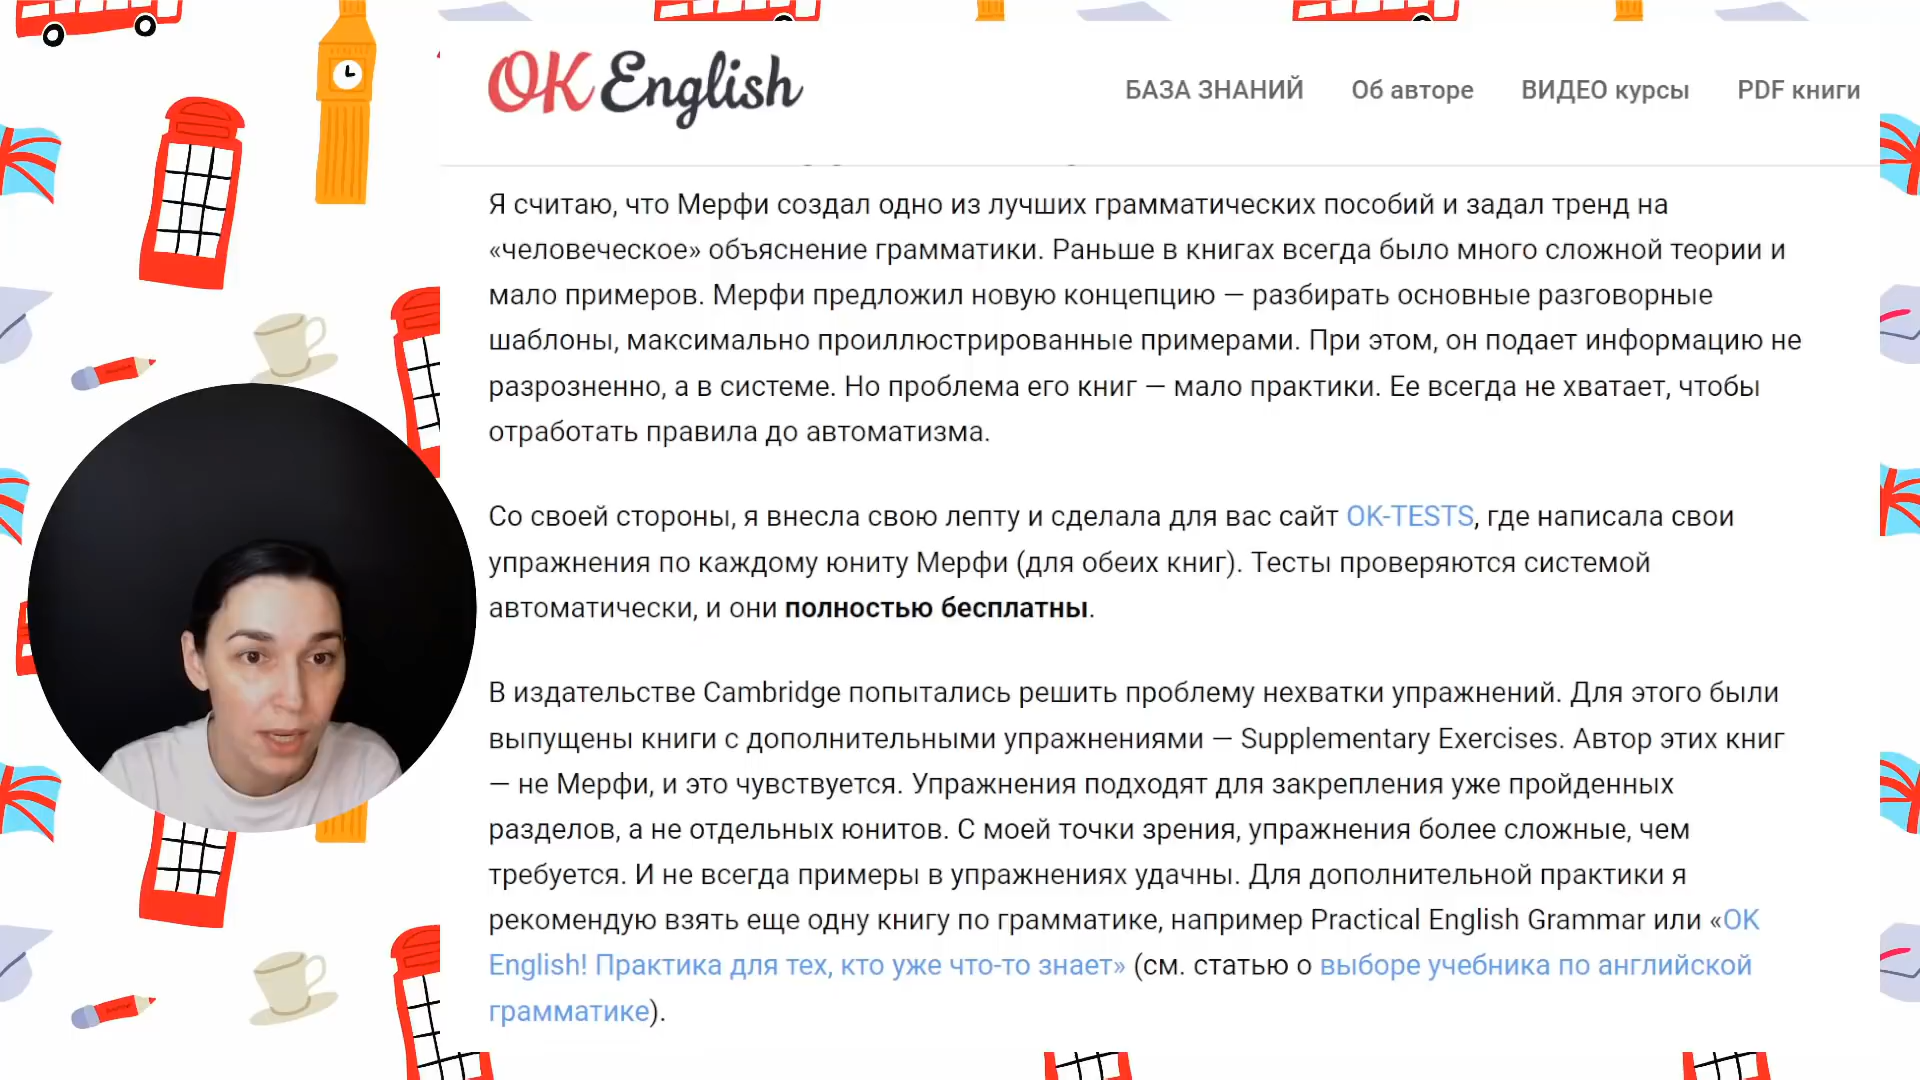 OK English
БАЗА ЗНАНИЙ
Об авторе
ВИДЕО курсы
PDF книги
Я считаю, что Мерфи создал одно из лучших грамматических пособий и задал тренд на
«человеческое» объяснение грамматики. Раньше в книгах всегда было много сложной теории и
мало примеров. Мерфи предложил новую концепцию — разбирать основные разговорные
шаблоны, максимально проиллюстрированные примерами. При этом, он подает информацию не
разрозненно, а в системе. Но проблема его книг — мало практики. Ее всегда не хватает, чтобы
отработать правила до автоматизма.
Со своей стороны, я внесла свою лепту и сделала для вас сайт OK-TESTS, где написала свои
упражнения по каждому юниту Мерфи (для обеих книг). Тесты проверяются системой
автоматически, и они полностью бесплатны.
В издательстве Cambridge попытались решить проблему нехватки упражнений. Для этого были
выпущены книги с дополнительными упражнениями — Supplementary Exercises. Автор этих книг
— не Мерфи, и это чувствуется. Упражнения подходят для закрепления уже пройденных
разделов, а не отдельных юнитов. С моей точки зрения, упражнения более сложные, чем
требуется. И не всегда примеры в упражнениях удачны. Для дополнительной практики я
рекомендую взять еще одну книгу по грамматике, например Practical English Grammar или «OK
English! Практика для тех, кто уже что-то знает» (см. статью о выборе учебника по английской
грамматике).